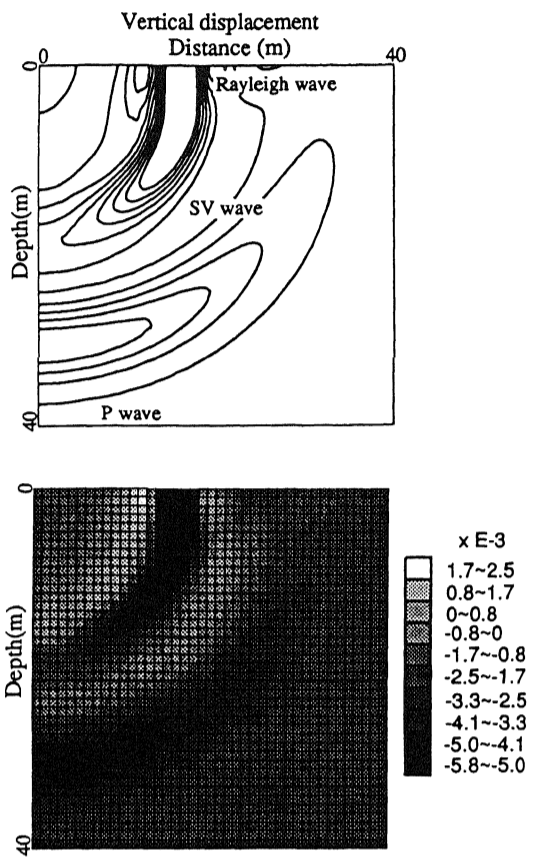 Vertical displacement
Distance (m)
0
40
0
Rayleigh wave
SV wave
Depth(m)
P wave
40
0
x E-3
1.7~2.5
0.8~1.7
0~0.8
-0.8~0
-1.7~-0.8
-2.5~-1.7
-3.3~-2.5
-4.1~-3.3
-5.0~-4.1
-5.8~-5.0
Depth(m)
40